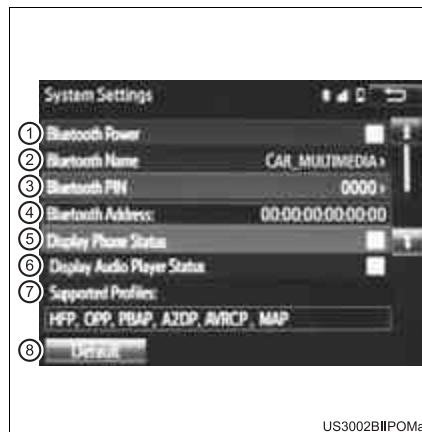 System Settings
1 Bluetooth Power
2 Bluetooth Name CAR_MULTIMEDIA ›
3 Bluetooth PIN 0000 ›
4 Bluetooth Address: 00:00:00:00:00:00
5 Display Phone Status
6 Display Audio Player Status
7 Supported Profiles:
HFP, OPP, PBAP, A2DP, AVRCP, MAP
8 Default
US3002BIIPOMa